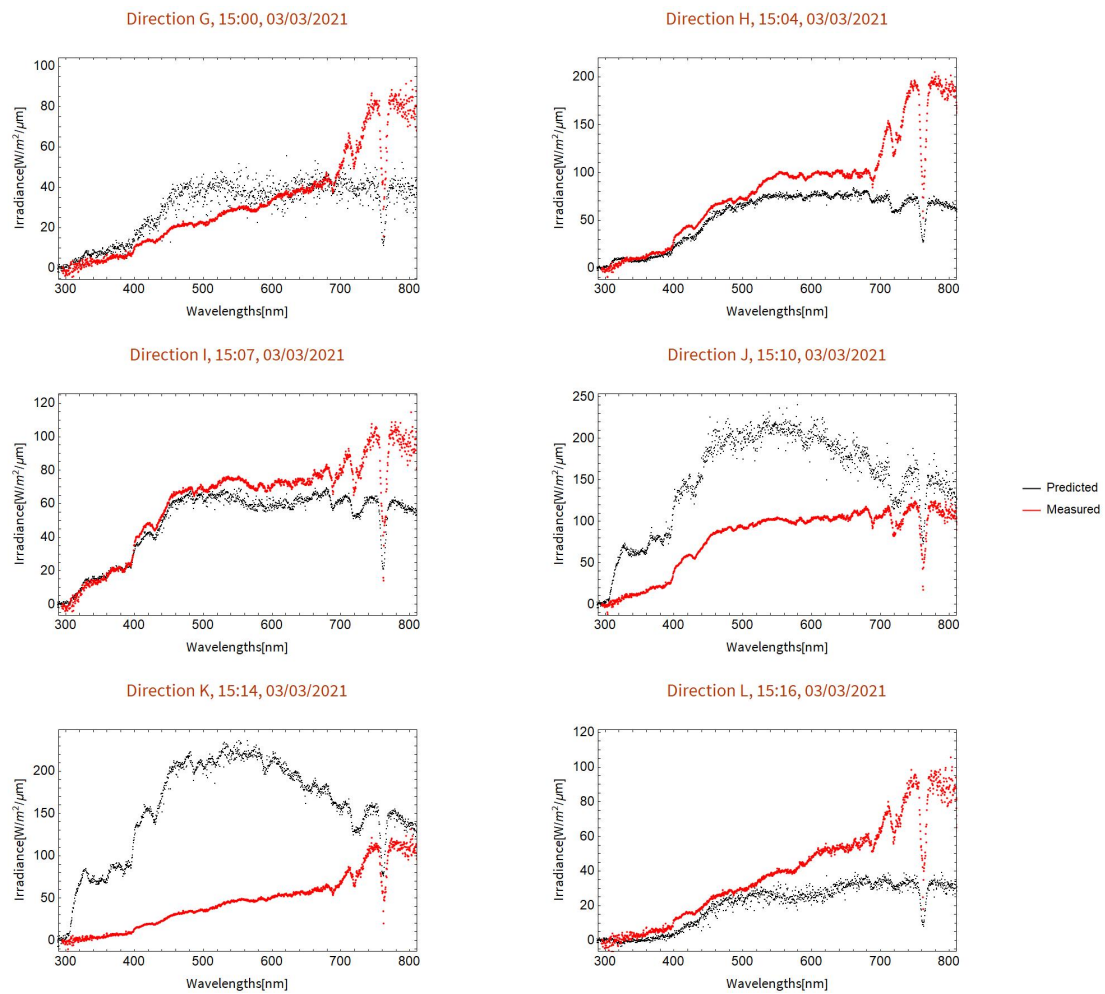 Direction G, 15:00, 03/03/2021
Direction H, 15:04, 03/03/2021
100
80
60
40
20
0
Irradiance[W/m²/μm]
300 400 500 600 700 800
Wavelengths[nm]
200
150
100
50
0
Irradiance[W/m²/μm]
300 400 500 600 700 800
Wavelengths[nm]
Direction I, 15:07, 03/03/2021
Direction J, 15:10, 03/03/2021
120
100
80
60
40
20
0
Irradiance[W/m²/μm]
300 400 500 600 700 800
Wavelengths[nm]
250
200
150
100
50
0
Irradiance[W/m²/μm]
300 400 500 600 700 800
Wavelengths[nm]
Predicted
Measured
Direction K, 15:14, 03/03/2021
Direction L, 15:16, 03/03/2021
200
150
100
50
0
Irradiance[W/m²/μm]
300 400 500 600 700 800
Wavelengths[nm]
120
100
80
60
40
20
0
Irradiance[W/m²/μm]
300 400 500 600 700 800
Wavelengths[nm]